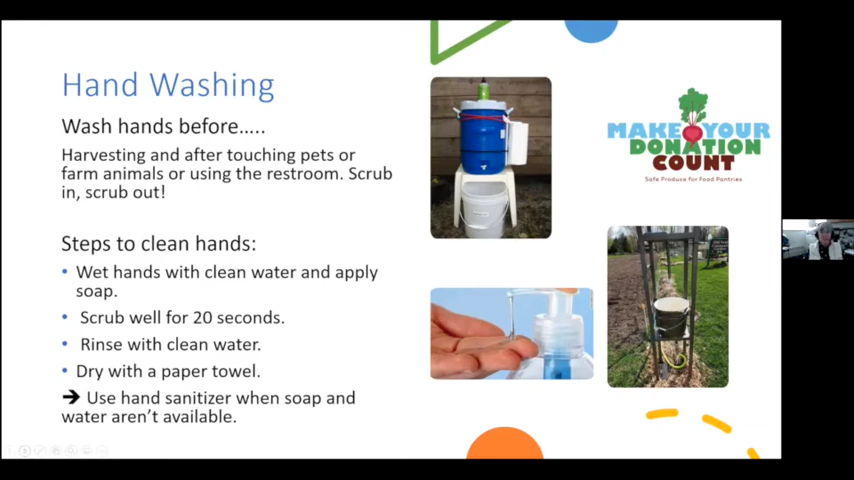 Hand Washing
Wash hands before…..
Harvesting and after touching pets or
farm animals or using the restroom. Scrub
in, scrub out!
Steps to clean hands:
• Wet hands with clean water and apply
soap.
• Scrub well for 20 seconds.
• Rinse with clean water.
• Dry with a paper towel.
➔ Use hand sanitizer when soap and
water aren't available.
MAKE YOUR
DONATION
COUNT
Safe Produce for Food Pantries